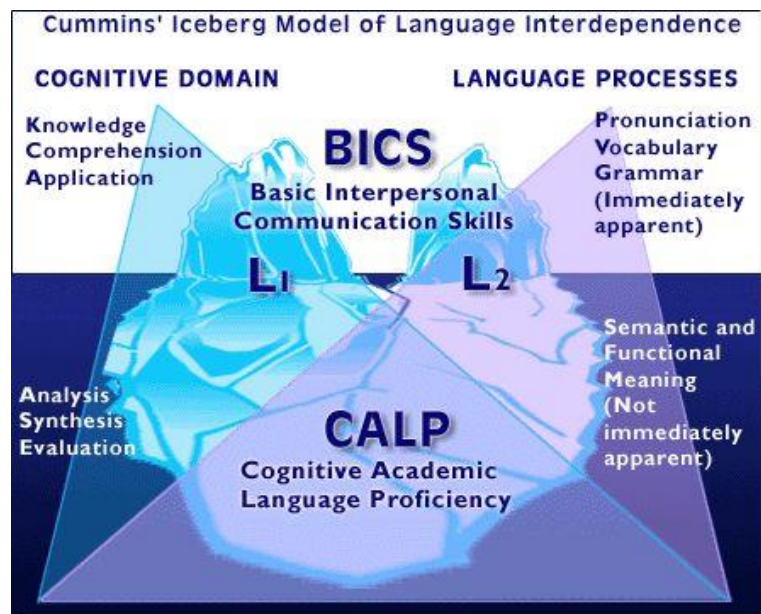 Cummins' Iceberg Model of Language Interdependence
COGNITIVE DOMAIN
LANGUAGE PROCESSES
Knowledge
Comprehension
Application
Pronunciation
Vocabulary
Grammar
(Immediately
apparent)
BICS
Basic Interpersonal
Communication Skills
L1
L2
Analysis
Synthesis
Evaluation
Semantic and
Functional
Meaning
(Not
immediately
apparent)
CALP
Cognitive Academic
Language Proficiency